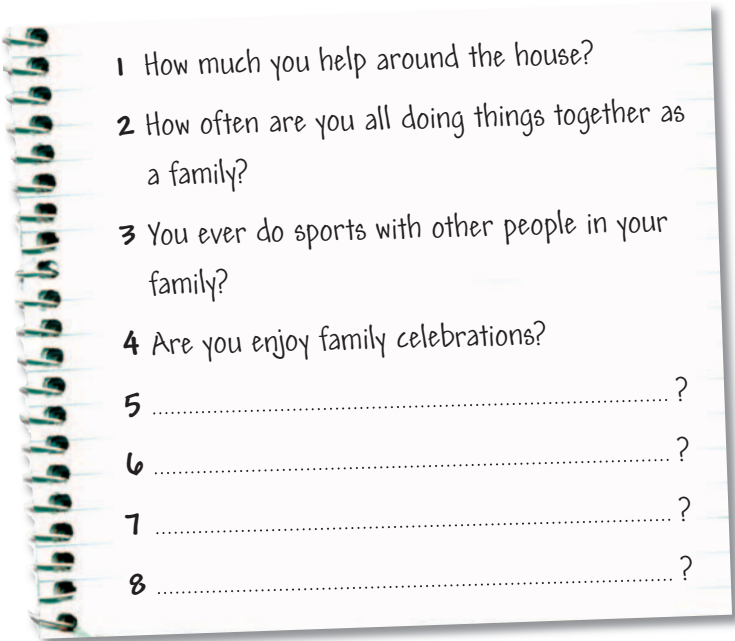 1 How much you help around the house?
2 How often are you all doing things together as
a family?
3 You ever do sports with other people in your
family?
4 Are you enjoy family celebrations?
5 ................................................................ ?
6 ................................................................ ?
7 ................................................................ ?
8 ................................................................ ?